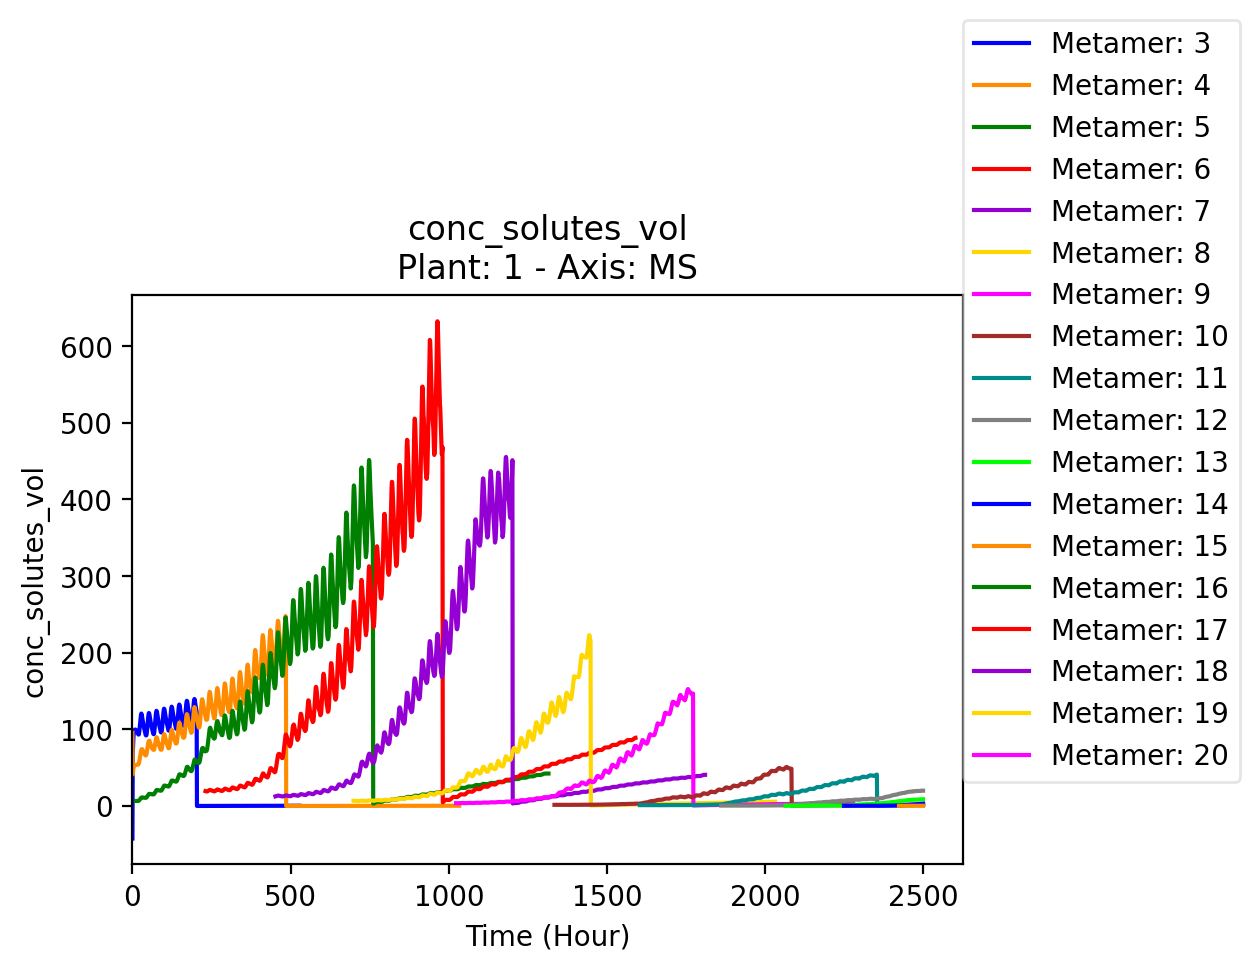 conc_solutes_vol
Plant: 1 - Axis: MS
conc_solutes_vol
600
500
400
300
200
100
0
0
500
1000
1500
2000
2500
Time (Hour)
Metamer: 3
Metamer: 4
Metamer: 5
Metamer: 6
Metamer: 7
Metamer: 8
Metamer: 9
Metamer: 10
Metamer: 11
Metamer: 12
Metamer: 13
Metamer: 14
Metamer: 15
Metamer: 16
Metamer: 17
Metamer: 18
Metamer: 19
Metamer: 20